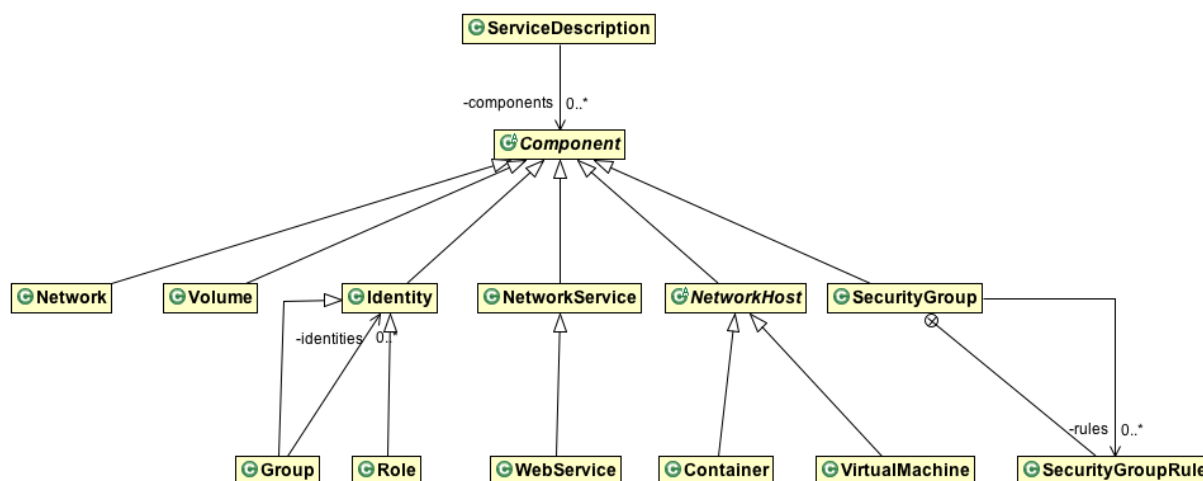 ServiceDescription
-components 0..*
Component
Network Volume Identity NetworkService NetworkHost SecurityGroup
-identities 0..*
-rules 0..*
Group Role WebService Container VirtualMachine SecurityGroupRule